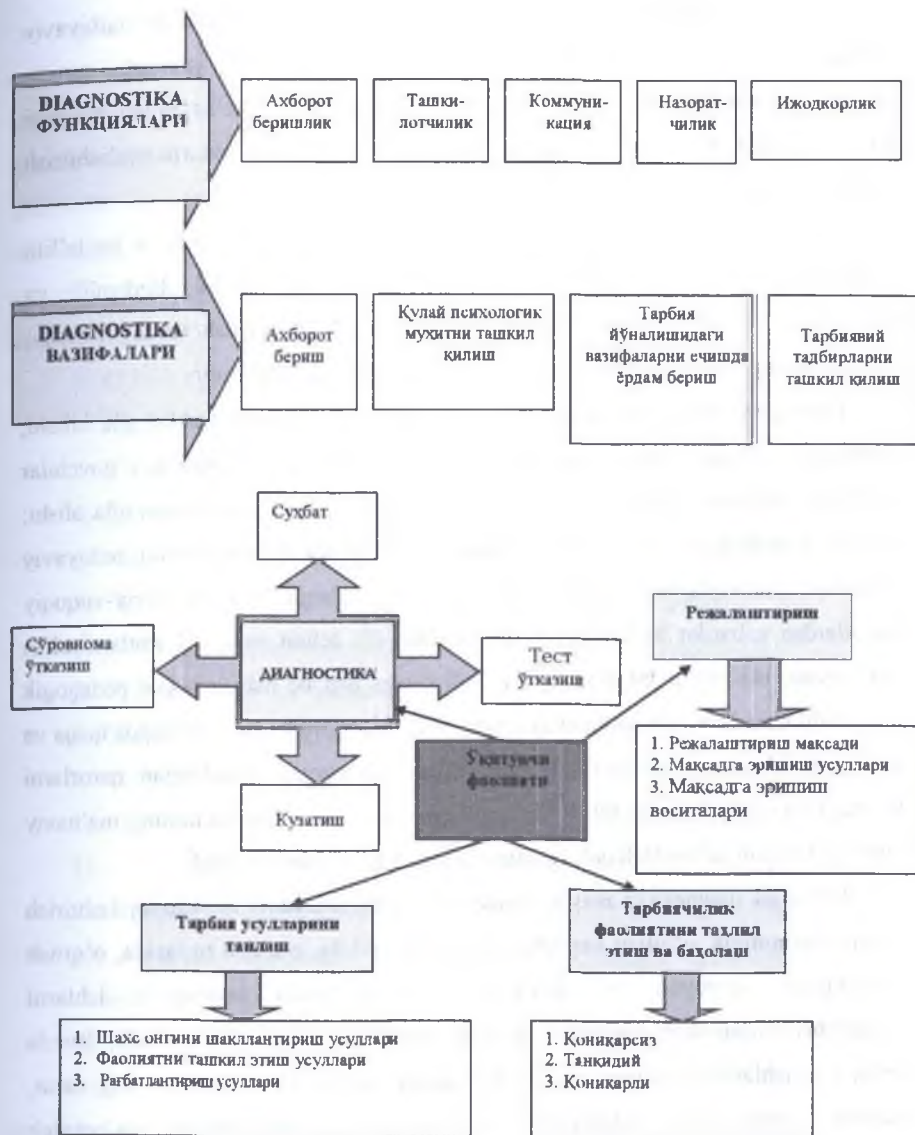 DIAGNOSTIKA
ФУНКЦИЯЛАРИ
Ахборот
беришлик
Ташки-
лотчилик
Коммуни-
кация
Назорат-
чилик
Ижодкорлик
DIAGNOSTIKA
ВАЗИФАЛАРИ
Ахборот
бериш
Қулай психологик
муҳитни ташкил
қилиш
Тарбия
йўналишидаги
вазифаларни ечишда
ёрдам бериш
Тарбиявий
тадбирларни
ташкил қилиш
Суҳбат
Сўровнома
ўтказиш
ДИАГНОСТИКА
Тест
ўтказиш
Кузатиш
Ўқитувчи
фаолияти
Режалаштириш
1. Режалаштириш мақсади
2. Мақсадга эришиш усуллари
3. Мақсадга эришиш
воситалари
Тарбия усулларини
танлаш
1. Шахс онгини шакллантириш усуллари
2. Фаолиятни ташкил этиш усуллари
3. Рағбатлантириш усуллари
Тарбиячилик
фаолиятини таҳлил
этиш ва баҳолаш
1. Қониқарсиз
2. Танқидий
3. Қониқарли